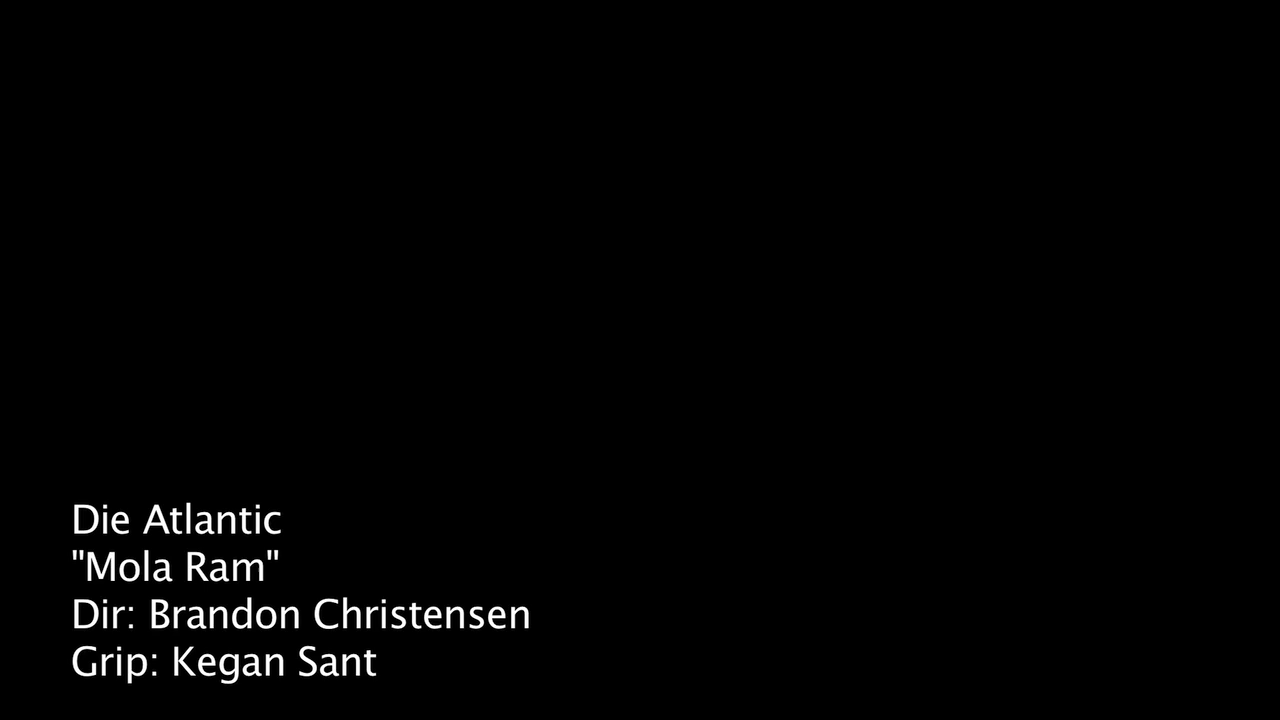 Die Atlantic
"Mola Ram"
Dir: Brandon Christensen
Grip: Kegan Sant